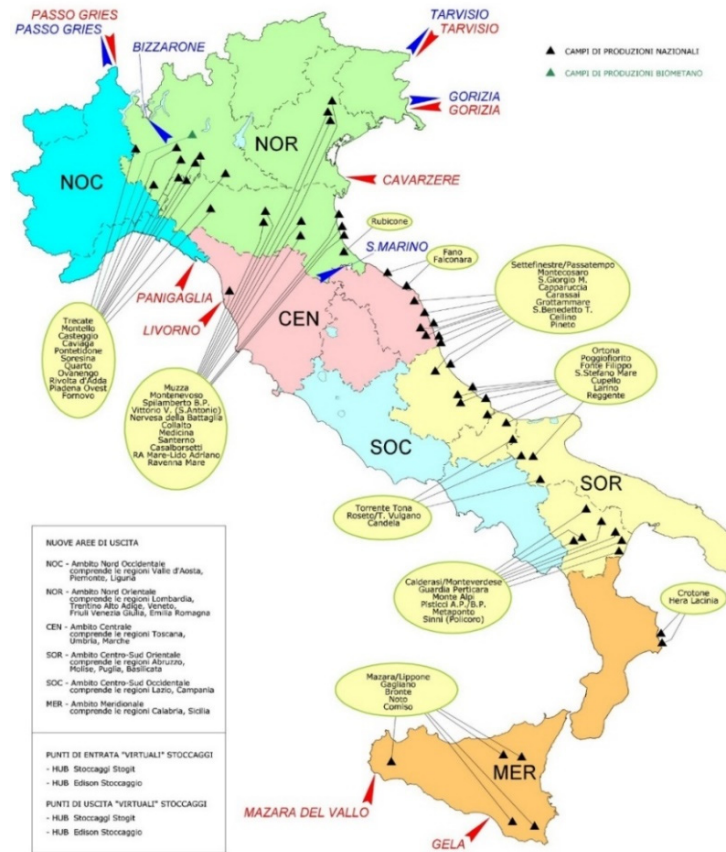 PASSO GRIES
PASSO GRIES
BIZZARONE
TARVISIO
TARVISIO
GORIZIA
GORIZIA
CAMPI DI PRODUZIONI NAZIONALI
CAMPI DI PRODUZIONI BIOMETANO
NOC
NOR
CAVARZERE
Rubicone
S.MARINO
Fano
Falconara
PANIGAGLIA
LIVORNO
CEN
Settefinestre/Passatempo
Montecosaro
S.Giorgio M.
Capparuccia
Carassai
Grottammare
S.Benedetto T.
Cellino
Pineto
Trecate
Montello
Casteggio
Caviaga
Pontetidone
Soresina
Quarto
Ovanengo
Rivolta d'Adda
Piadena Ovest
Fornovo
Muzza
Montenevoso
Spilamberto B.P.
Vittorio V. (S.Antonio)
Nervesa della Battaglia
Collalto
Medicina
Santerno
Casalborsetti
RA Mare-Lido Adriano
Ravenna Mare
Ortona
Poggiofiorito
Fonte Filippo
S.Stefano Mare
Cupello
Larino
Reggente
SOC
SOR
Torrente Tona
Roseto/T. Vulgano
Candela
Calderasi/Monteverdese
Guardia Perticara
Monte Alpi
Pisticci A.P./B.P.
Metaponto
Sinni (Policoro)
Crotone
Hera Lacinia
Mazara/Lippone
Gagliano
Bronte
Noto
Comiso
MER
MAZARA DEL VALLO
GELA
NUOVE AREE DI USCITA
NOC - Ambito Nord Occidentale
comprende le regioni Valle d'Aosta,
Piemonte, Liguria
NOR - Ambito Nord Orientale
comprende le regioni Lombardia,
Trentino Alto Adige, Veneto,
Friuli Venezia Giulia, Emilia Romagna
CEN - Ambito Centrale
comprende le regioni Toscana,
Umbria, Marche
SOR - Ambito Centro-Sud Orientale
comprende le regioni Abruzzo,
Molise, Puglia, Basilicata
SOC - Ambito Centro-Sud Occidentale
comprende le regioni Lazio, Campania
MER - Ambito Meridionale
comprende le regioni Calabria, Sicilia
PUNTI DI ENTRATA "VIRTUALI" STOCCAGGI
- HUB Stoccaggi Stogit
- HUB Edison Stoccaggio
PUNTI DI USCITA "VIRTUALI" STOCCAGGI
- HUB Stoccaggi Stogit
- HUB Edison Stoccaggio